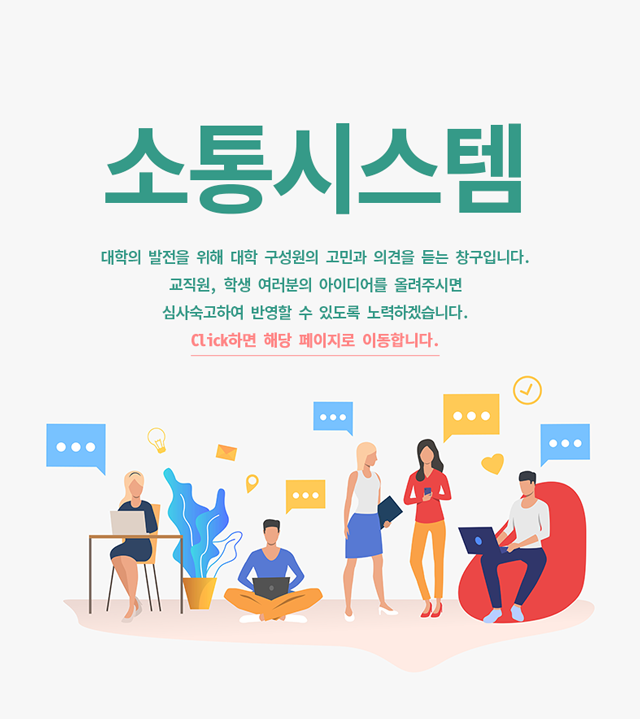 소통시스템
대학의 발전을 위해 대학 구성원의 고민과 의견을 듣는 창구입니다.
교직원, 학생 여러분의 아이디어를 올려주시면
심사숙고하여 반영할 수 있도록 노력하겠습니다.
Click하면 해당 페이지로 이동합니다.